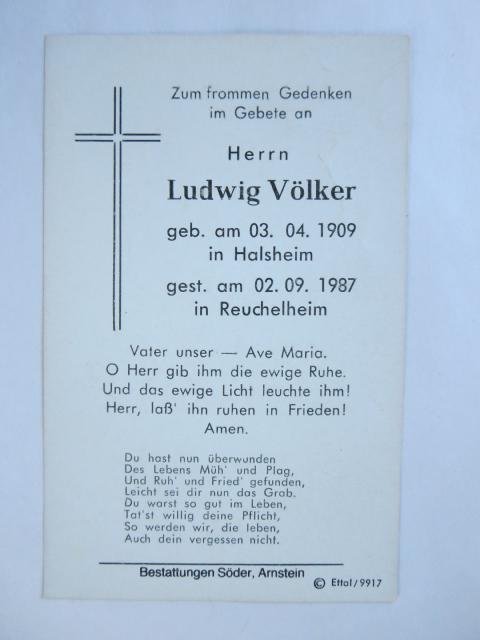 Zum frommen Gedenken
im Gebete an
Herrn
Ludwig Völker
geb. am 03. 04. 1909
in Halsheim
gest. am 02. 09. 1987
in Reuchelheim
Vater unser — Ave Maria.
O Herr gib ihm die ewige Ruhe.
Und das ewige Licht leuchte ihm!
Herr, laß' ihn ruhen in Frieden!
Amen.
Du hast nun überwunden
Des Lebens Müh' und Plag,
Und Ruh' und Fried' gefunden,
Leicht sei dir nun das Grab.
Du warst so gut im Leben,
Tat'st willig deine Pflicht,
So werden wir, die leben,
Auch dein vergessen nicht.
Bestattungen Söder, Arnstein
© Ettal/9917